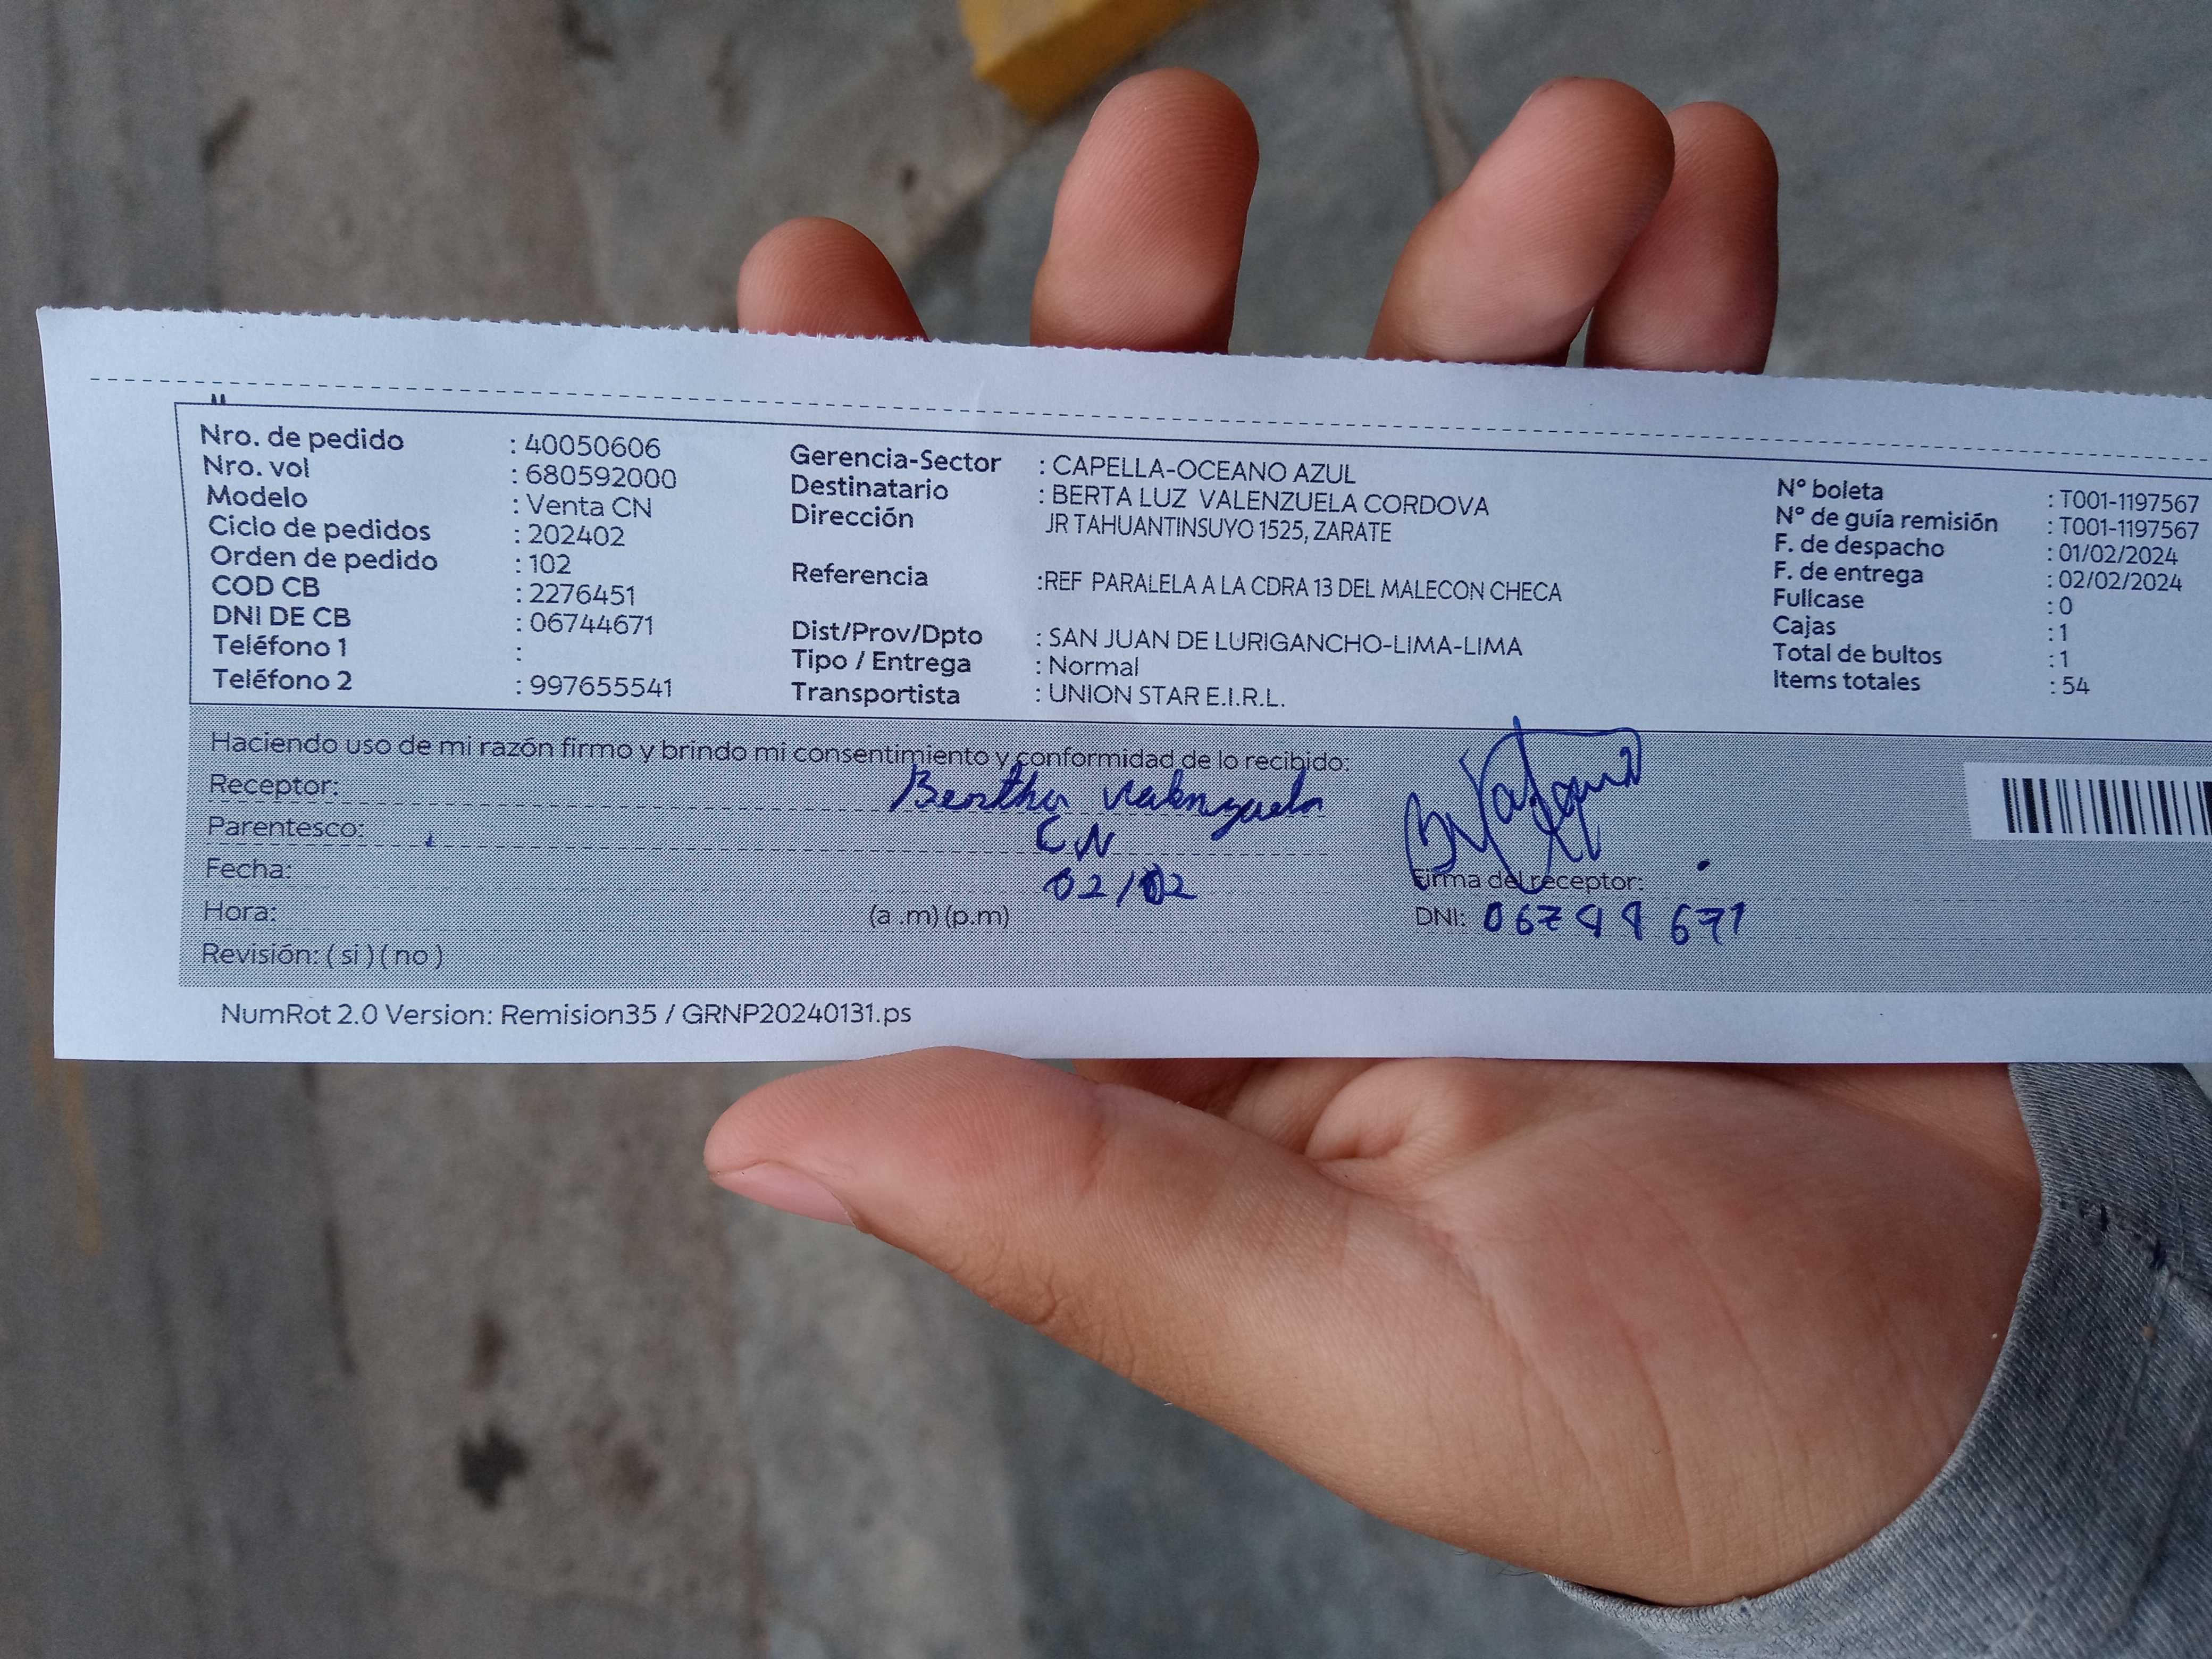 Nro. de pedido : 40050606
Nro. vol : 680592000
Modelo : Venta CN
Ciclo de pedidos : 202402
Orden de pedido : 102
COD CB : 2276451
DNI DE CB : 06744671
Teléfono 1 :
Teléfono 2 : 997655541
Gerencia-Sector : CAPELLA-OCEANO AZUL
Destinatario : BERTA LUZ VALENZUELA CORDOVA
Dirección JR TAHUANTINSUYO 1525, ZARATE
Referencia :REF PARALELA A LA CDRA 13 DEL MALECON CHECA
Dist/Prov/Dpto : SAN JUAN DE LURIGANCHO-LIMA-LIMA
Tipo / Entrega : Normal
Transportista : UNION STAR E.I.R.L.
N° boleta : T001-1197567
N° de guía remisión : T001-1197567
F. de despacho : 01/02/2024
F. de entrega : 02/02/2024
Fullcase : 0
Cajas : 1
Total de bultos : 1
Items totales : 54
Haciendo uso de mi razón firmo y brindo mi consentimiento y conformidad de lo recibido:
Receptor: Bertha Valenzuela
Parentesco: CN
Fecha: 02/02
Firma del receptor:
Hora: (a .m) (p.m)
DNI: 06744671
Revisión: ( si ) ( no )
NumRot 2.0 Version: Remision35 / GRNP20240131.ps